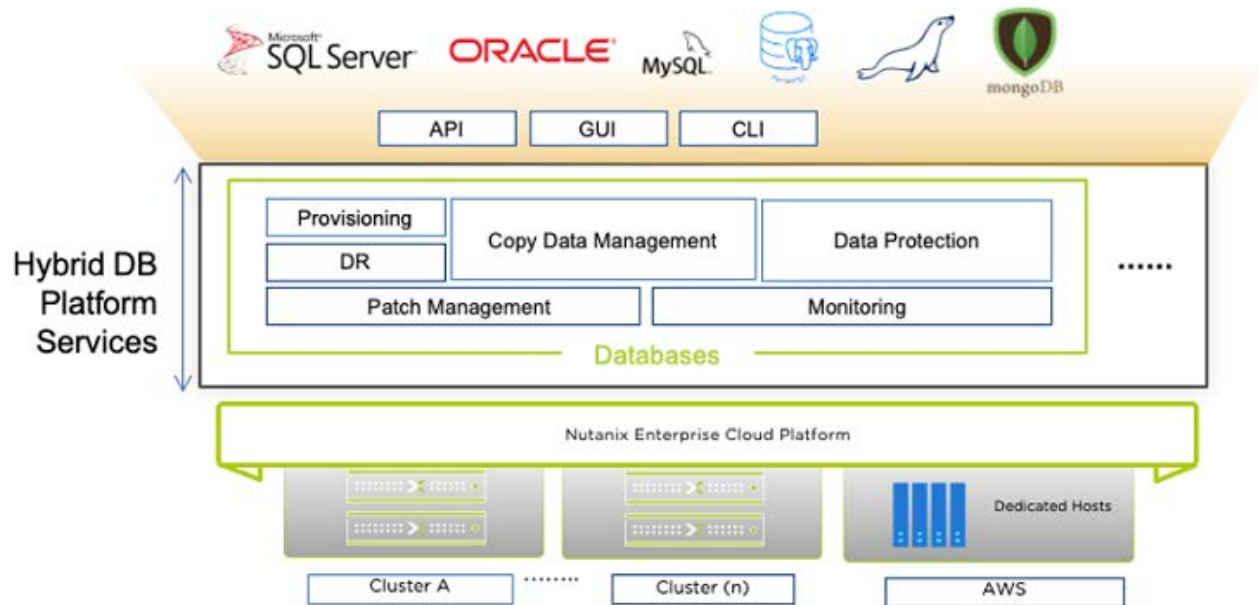 Microsoft
SQL Server
ORACLE
MySQL
mongoDB
API
GUI
CLI
Hybrid DB
Platform
Services
Provisioning
DR
Copy Data Management
Data Protection
......
Patch Management
Monitoring
Databases
Nutanix Enterprise Cloud Platform
Dedicated Hosts
Cluster A
........
Cluster (n)
AWS